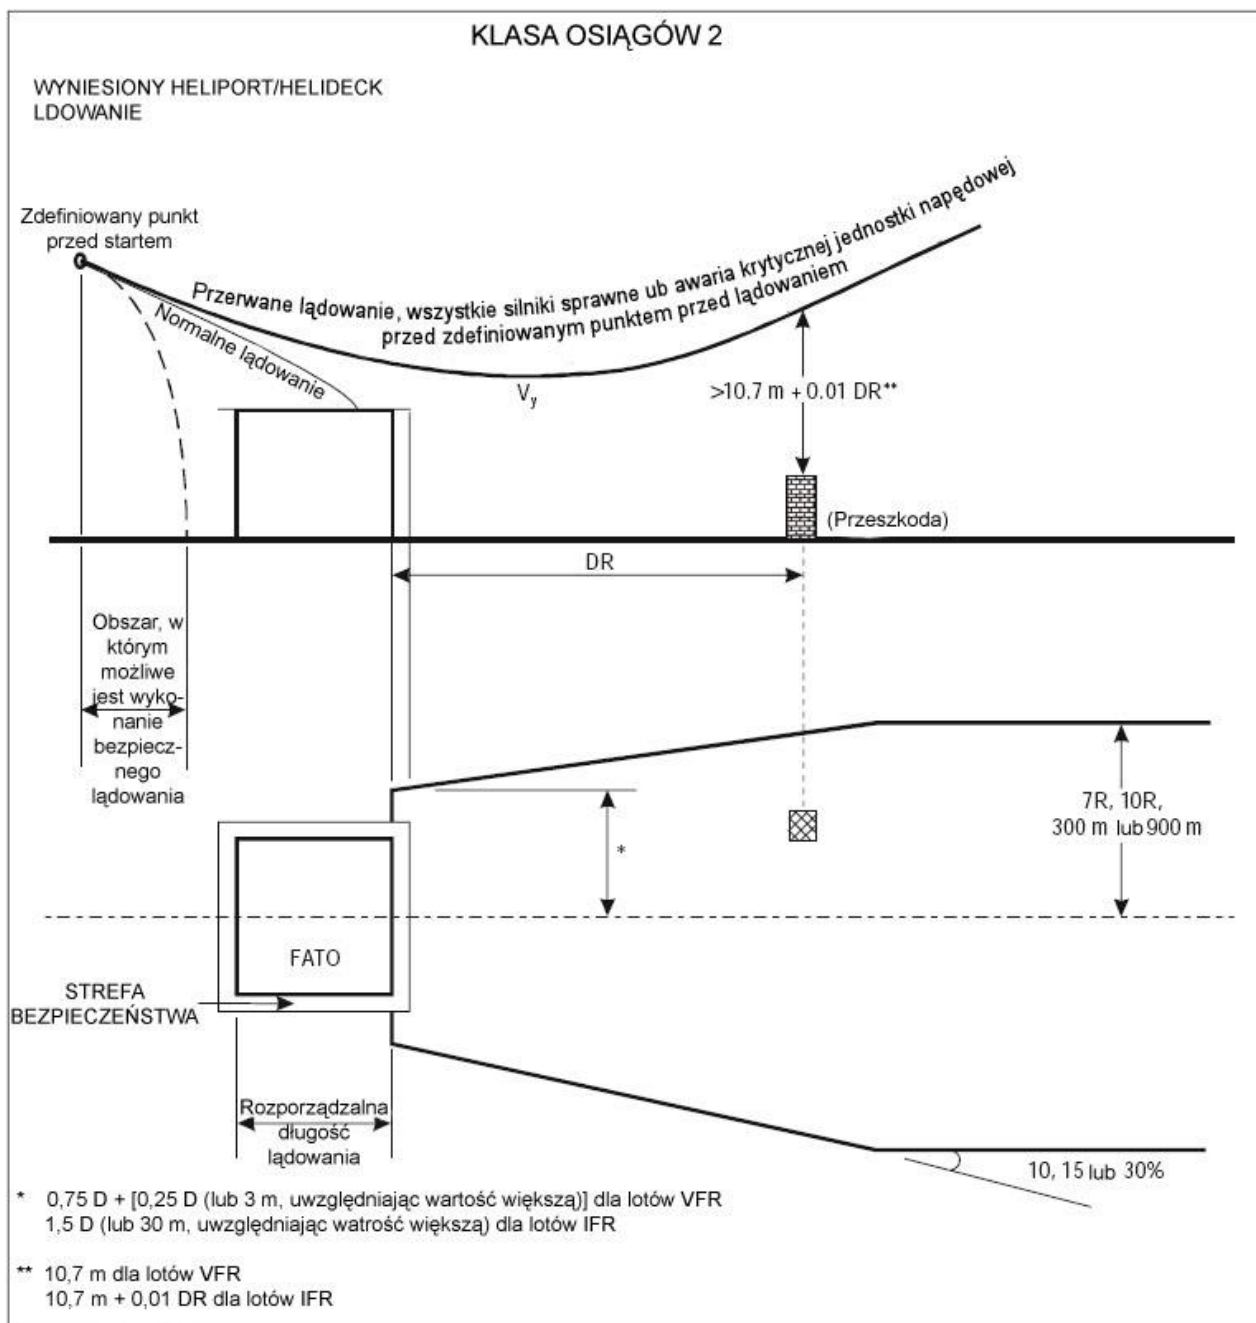 KLASA OSIĄGÓW 2
WYNIESIONY HELIPORT/HELIDECK
LDOWANIE
Zdefiniowany punkt
przed startem
Przerwane lądowanie, wszystkie silniki sprawne ub awaria krytycznej jednostki napędowej
przed zdefiniowanym punktem przed lądowaniem
Normalne lądowanie
Vy
>10.7 m + 0.01 DR**
(Przeszkoda)
DR
Obszar, w
którym
możliwe
jest wyko-
nanie
bezpiecz-
nego
lądowania
7R, 10R,
300 m lub 900 m
*
FATO
STREFA
BEZPIECZEŃSTWA
Rozporządzalna
długość
lądowania
10, 15 lub 30%
* 0,75 D + [0,25 D (lub 3 m, uwzględniając wartość większą)] dla lotów VFR
1,5 D (lub 30 m, uwzględniając watrość większą) dla lotów IFR
** 10,7 m dla lotów VFR
10,7 m + 0,01 DR dla lotów IFR